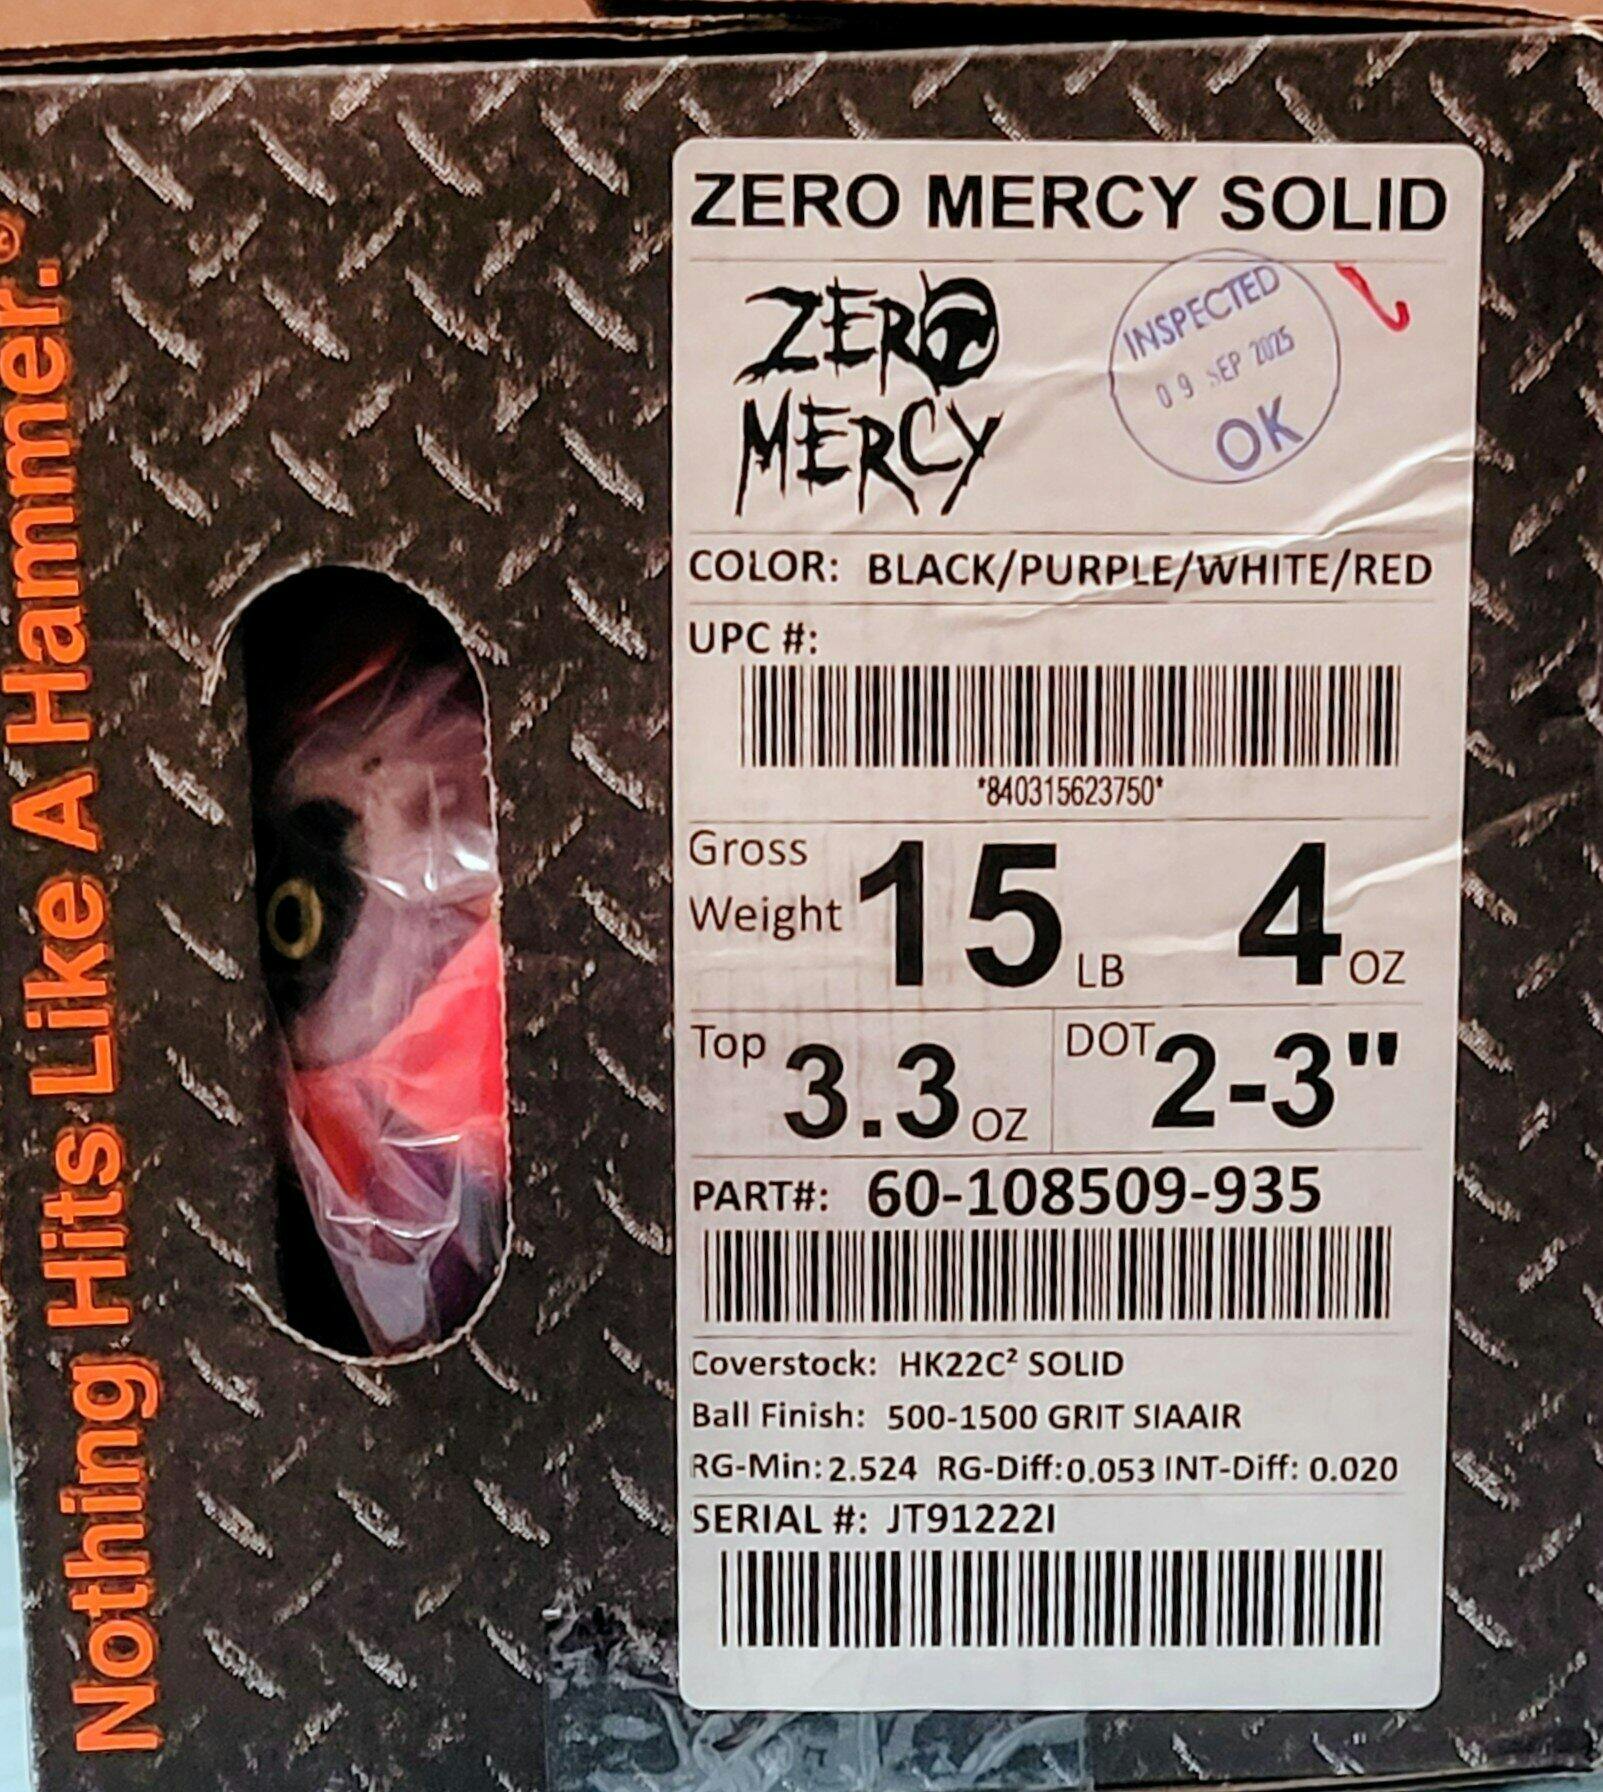 Nothing Hits Like A Hammer.®
ZERO MERCY SOLID
ZERO
MERCY
INSPECTED
09 SEP 2025
OK
COLOR: BLACK/PURPLE/WHITE/RED
UPC #:
*840315623750*
Gross
Weight 15 LB 4 OZ
Top 3.3 OZ DOT 2-3"
PART#: 60-108509-935
Coverstock: HK22C² SOLID
Ball Finish: 500-1500 GRIT SIAAIR
RG-Min: 2.524 RG-Diff:0.053 INT-Diff: 0.020
SERIAL #: JT91222I